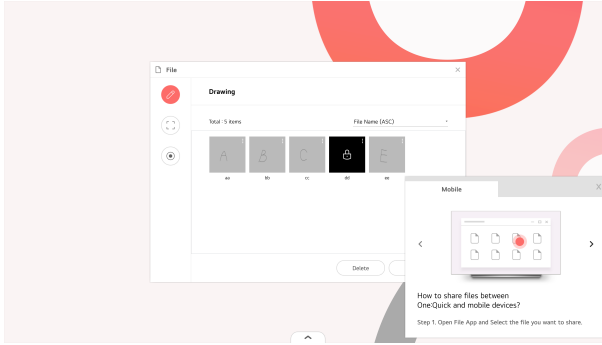 File
Drawing
Total : 5 items
File Name (ASC)
A
B
C
E
aa
bb
cc
dd
ee
Delete
Mobile
How to share files between
One:Quick and mobile devices?
Step 1. Open File App and Select the file you want to share.